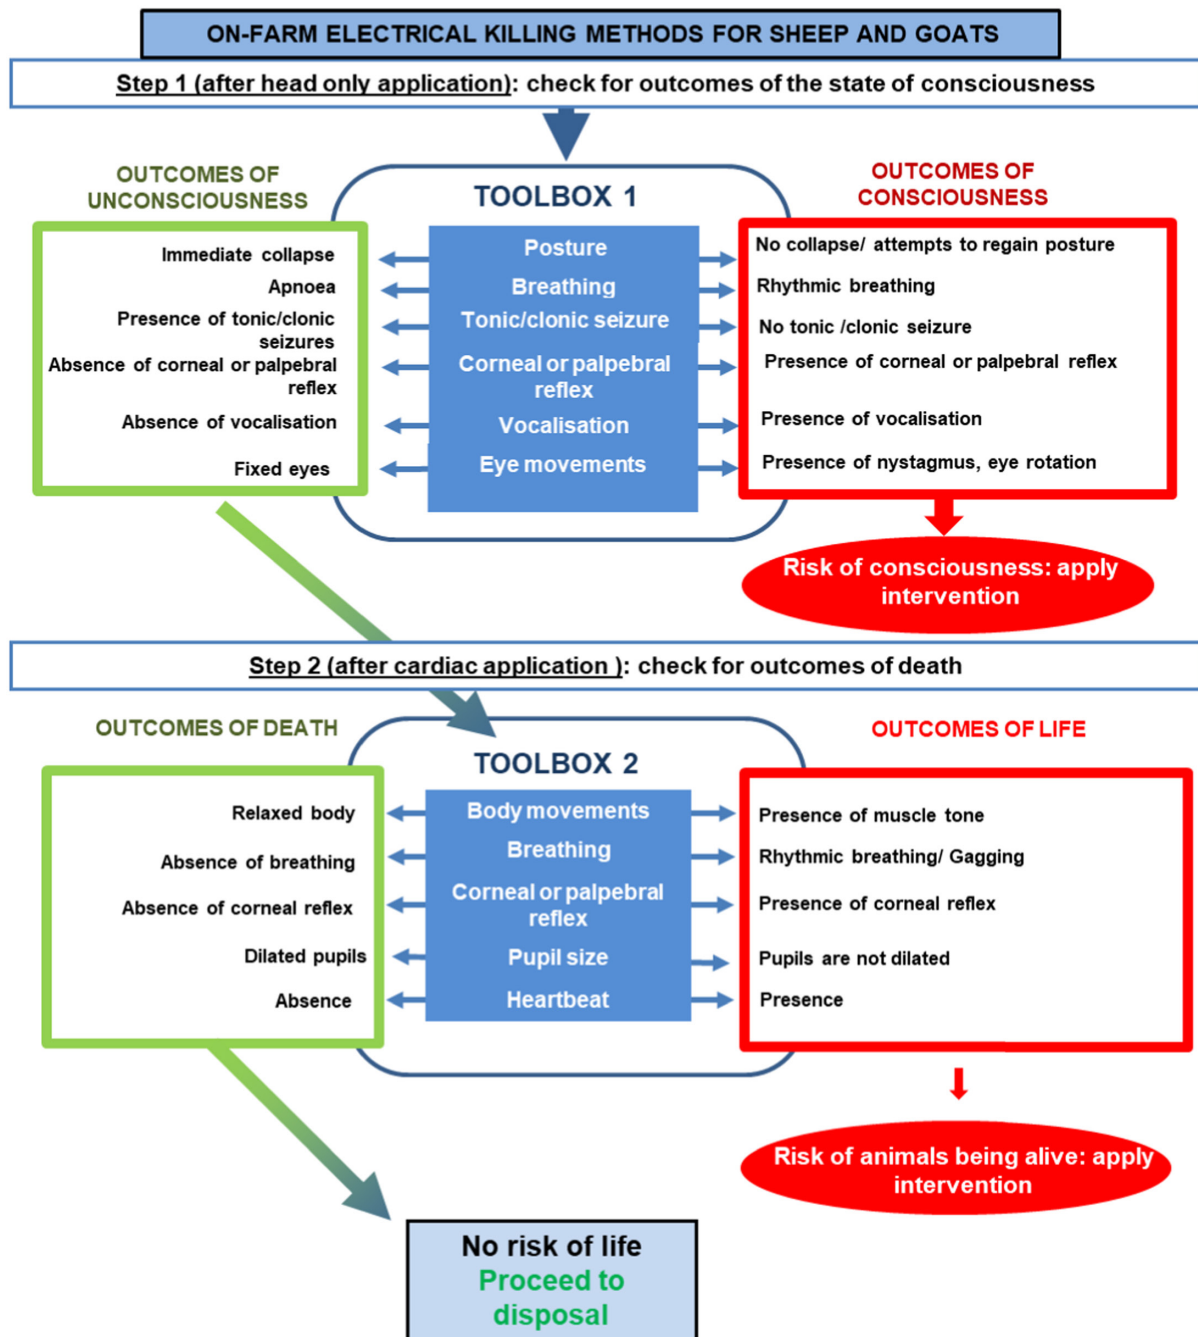 ON-FARM ELECTRICAL KILLING METHODS FOR SHEEP AND GOATS
Step 1 (after head only application): check for outcomes of the state of consciousness
OUTCOMES OF
UNCONSCIOUSNESS
TOOLBOX 1
OUTCOMES OF
CONSCIOUSNESS
Immediate collapse
Posture
No collapse/ attempts to regain posture
Apnoea
Breathing
Rhythmic breathing
Presence of tonic/clonic
seizures
Tonic/clonic seizure
No tonic /clonic seizure
Absence of corneal or palpebral
reflex
Corneal or palpebral
reflex
Presence of corneal or palpebral reflex
Absence of vocalisation
Vocalisation
Presence of vocalisation
Fixed eyes
Eye movements
Presence of nystagmus, eye rotation
Risk of consciousness: apply
intervention
Step 2 (after cardiac application ): check for outcomes of death
OUTCOMES OF DEATH
TOOLBOX 2
OUTCOMES OF LIFE
Relaxed body
Body movements
Presence of muscle tone
Absence of breathing
Breathing
Rhythmic breathing/ Gagging
Absence of corneal reflex
Corneal or palpebral
reflex
Presence of corneal reflex
Dilated pupils
Pupil size
Pupils are not dilated
Absence
Heartbeat
Presence
Risk of animals being alive: apply
intervention
No risk of life
Proceed to
disposal